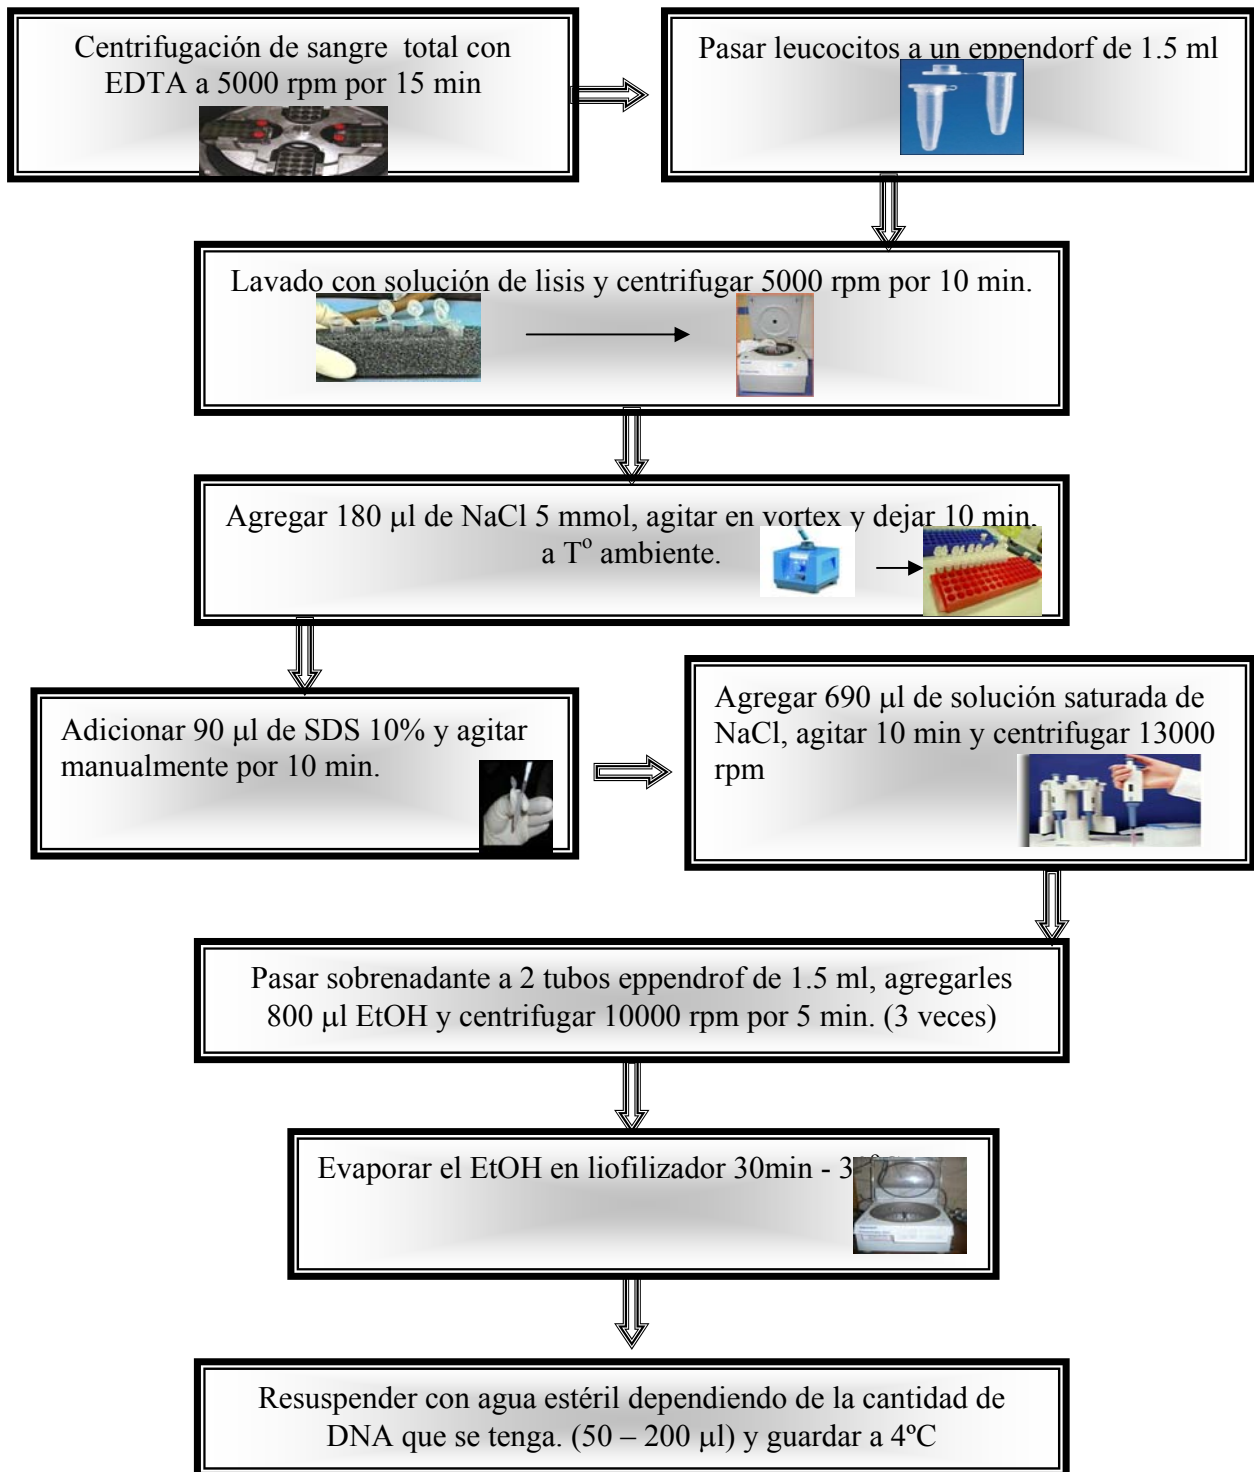 Centrifugación de sangre total con
EDTA a 5000 rpm por 15 min
Pasar leucocitos a un eppendorf de 1.5 ml
Lavado con solución de lisis y centrifugar 5000 rpm por 10 min.
Agregar 180 µl de NaCl 5 mmol, agitar en vortex y dejar 10 min.
a Tº ambiente.
Adicionar 90 µl de SDS 10% y agitar
manualmente por 10 min.
Agregar 690 µl de solución saturada de
NaCl, agitar 10 min y centrifugar 13000
rpm
Pasar sobrenadante a 2 tubos eppendrof de 1.5 ml, agregarles
800 µl EtOH y centrifugar 10000 rpm por 5 min. (3 veces)
Evaporar el EtOH en liofilizador 30min -
Resuspender con agua estéril dependiendo de la cantidad de
DNA que se tenga. (50 – 200 µl) y guardar a 4ºC